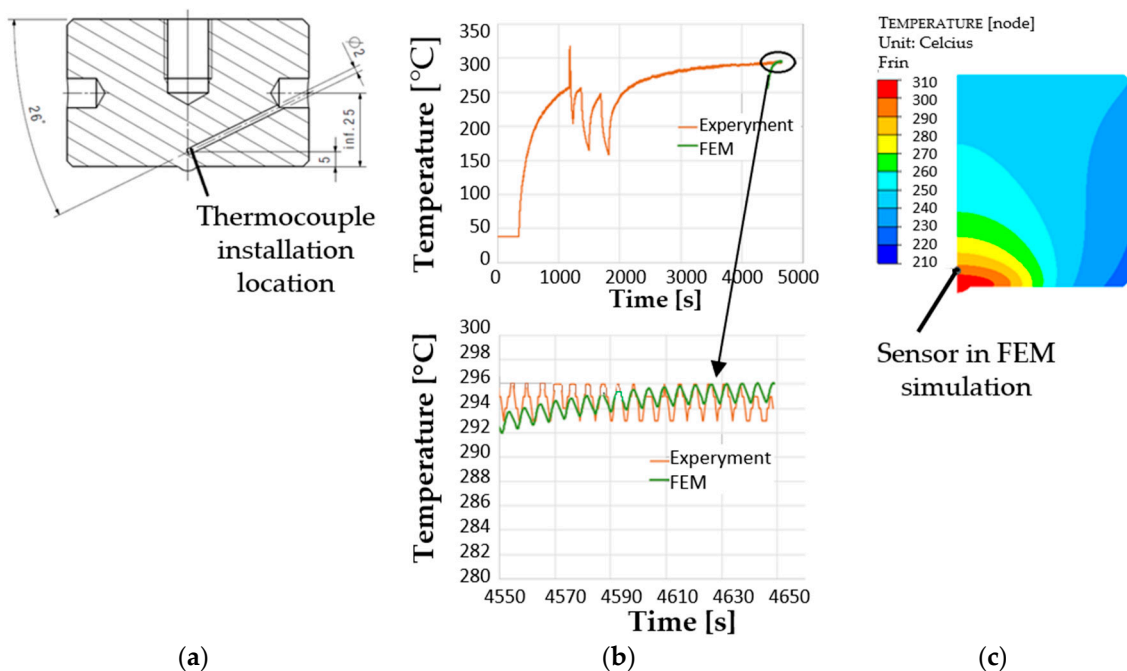 26°
Ø2
inf.25
5
Thermocouple
installation
location
(a)
Temperature [°C]
350
300
250
200
150
100
50
0
Experyment
FEM
0 1000 2000 3000 4000 5000
Time [s]
Temperature [°C]
300
298
296
294
292
290
288
286
284
282
280
Experyment
FEM
4550 4570 4590 4610 4630 4650
Time [s]
(b)
TEMPERATURE [node]
Unit: Celcius
Frin
310
300
290
280
270
260
250
240
230
220
210
Sensor in FEM
simulation
(c)